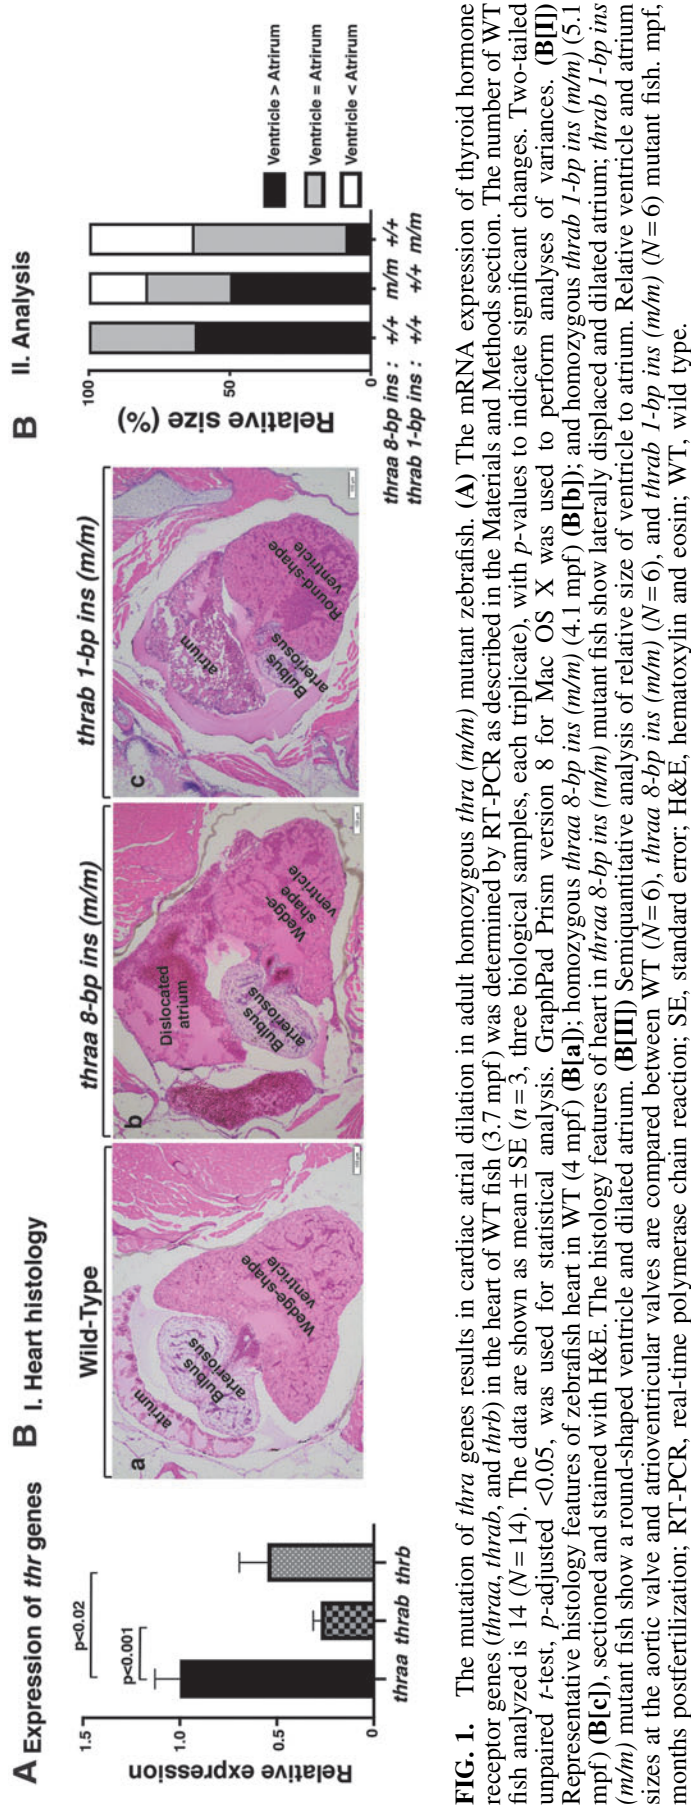 A Expression of thr genes
Relative expression
1.5
1.0
0.5
0
p<0.02
p<0.001
thraa thrab thrb
B I. Heart histology
Wild-Type
a
atrium
Bulbus
arteriosus
Wedge-shape
ventricle
thraa 8-bp ins (m/m)
b
Dislocated
atrium
Bulbus
arteriosus
Wedge-
shape
ventricle
thrab 1-bp ins (m/m)
c
atrium
Bulbus
arteriosus
Round-shape
ventricle
B II. Analysis
Relative size (%)
100
50
0
thraa 8-bp ins : +/+ m/m +/+
thrab 1-bp ins : +/+ +/+ m/m
Ventricle > Atrirum
Ventricle = Atrirum
Ventricle < Atrirum
FIG. 1. The mutation of thra genes results in cardiac atrial dilation in adult homozygous thra (m/m) mutant zebrafish. (A) The mRNA expression of thyroid hormone
receptor genes (thraa, thrab, and thrb) in the heart of WT fish (3.7 mpf) was determined by RT-PCR as described in the Materials and Methods section. The number of WT
fish analyzed is 14 (N = 14). The data are shown as mean ± SE (n = 3, three biological samples, each triplicate), with p-values to indicate significant changes. Two-tailed
unpaired t-test, p-adjusted <0.05, was used for statistical analysis. GraphPad Prism version 8 for Mac OS X was used to perform analyses of variances. (B[I])
Representative histology features of zebrafish heart in WT (4 mpf) (B[a]); homozygous thraa 8-bp ins (m/m) (4.1 mpf) (B[b]); and homozygous thrab 1-bp ins (m/m) (5.1
mpf) (B[c]), sectioned and stained with H&E. The histology features of heart in thraa 8-bp ins (m/m) mutant fish show laterally displaced and dilated atrium; thrab 1-bp ins
(m/m) mutant fish show a round-shaped ventricle and dilated atrium. (B[II]) Semiquantitative analysis of relative size of ventricle to atrium. Relative ventricle and atrium
sizes at the aortic valve and atrioventricular valves are compared between WT (N = 6), thraa 8-bp ins (m/m) (N = 6), and thrab 1-bp ins (m/m) (N = 6) mutant fish. mpf,
months postfertilization; RT-PCR, real-time polymerase chain reaction; SE, standard error; H&E, hematoxylin and eosin; WT, wild type.